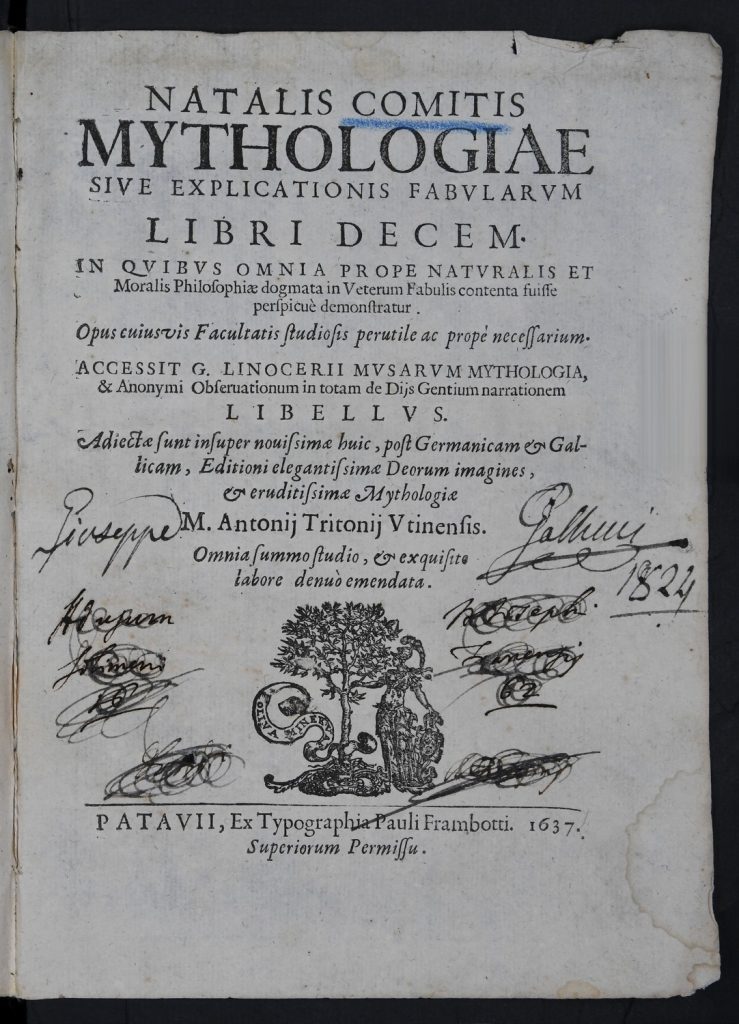 NATALIS COMITIS
MYTHOLOGIAE
SIVE EXPLICATIONIS FABVLARVM
LIBRI DECEM.
IN QVIBVS OMNIA PROPE NATVRALIS ET
Moralis Philosophiæ dogmata in Veterum Fabulis contenta fuisse
perspicuè demonstratur.
Opus cuiusvis Facultatis studiosis perutile ac propè necessarium.
ACCESSIT G. LINOCERII MVSARVM MYTHOLOGIA,
& Anonymi Obseruationum in totam de Dijs Gentium narrationem
LIBELLVS.
Adiectæ sunt insuper nouissimæ huic, post Germanicam & Gal-
licam, Editioni elegantissimæ Deorum imagines,
& eruditissimæ Mythologiæ
Giuseppe M. Antonij Tritonij Vtinensis.
Omnia summo studio, & exquisito
labore denuò emendata.
1824
PATAVII, Ex Typographia Pauli Frambotti. 1637.
Superiorum Permissu.